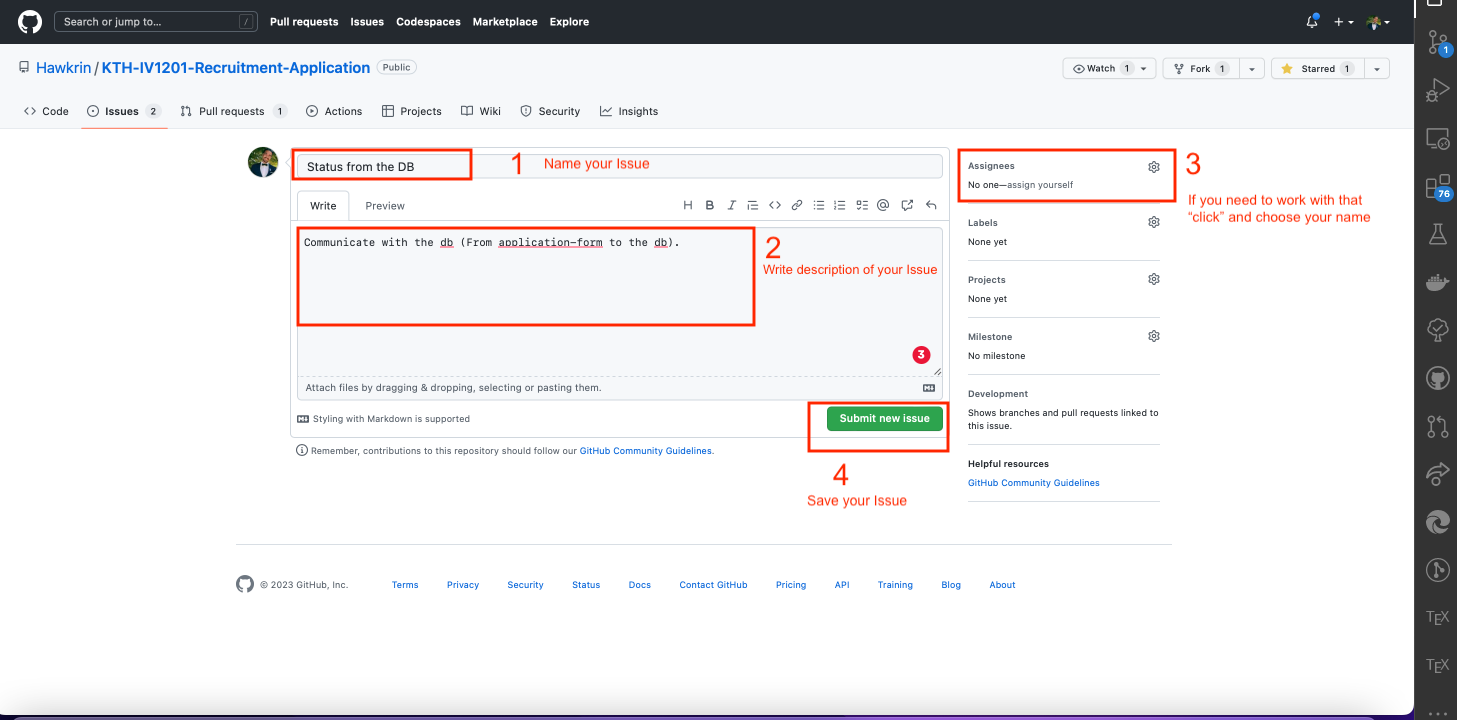 Search or jump to... /
Pull requests Issues Codespaces Marketplace Explore
Hawkrin / KTH-IV1201-Recruitment-Application Public
Watch 1 Fork 1 Starred 1
Code Issues 2 Pull requests 1 Actions Projects Wiki Security Insights
Status from the DB
1 Name your Issue
Write Preview
H B I
Communicate with the db (From application-form to the db).
2
Write description of your Issue
3
Attach files by dragging & dropping, selecting or pasting them.
Styling with Markdown is supported
Submit new issue
Remember, contributions to this repository should follow our GitHub Community Guidelines.
4
Save your Issue
Assignees
No one—assign yourself
3
If you need to work with that
“click” and choose your name
Labels
None yet
Projects
None yet
Milestone
No milestone
Development
Shows branches and pull requests linked to
this issue.
Helpful resources
GitHub Community Guidelines
© 2023 GitHub, Inc. Terms Privacy Security Status Docs Contact GitHub Pricing API Training Blog About
1
76
TEX
TEX